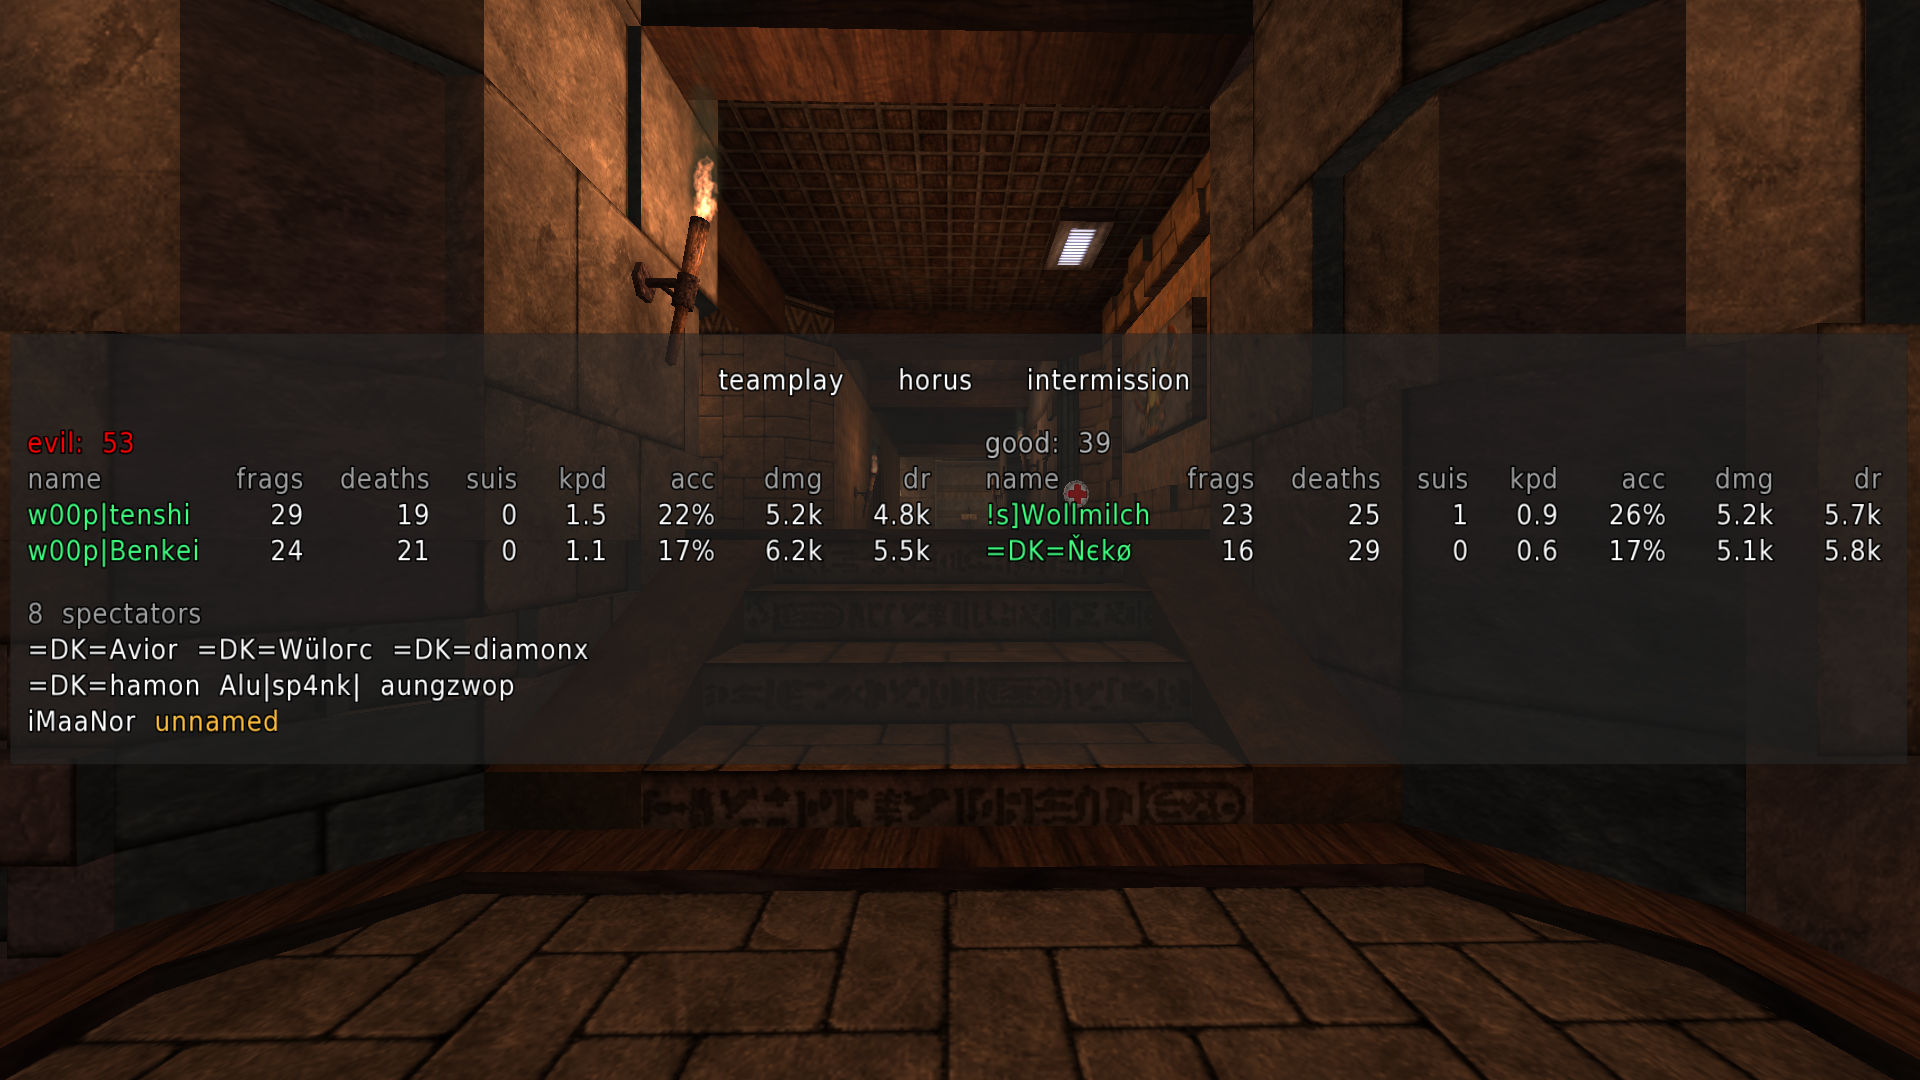 teamplay horus intermission
evil: 53
name frags deaths suis kpd acc dmg dr
w00p|tenshi 29 19 0 1.5 22% 5.2k 4.8k
w00p|Benkei 24 21 0 1.1 17% 6.2k 5.5k
good: 39
name frags deaths suis kpd acc dmg dr
!s]Wollmilch 23 25 1 0.9 26% 5.2k 5.7k
=DK=Ňєkø 16 29 0 0.6 17% 5.1k 5.8k
8 spectators
=DK=Avior =DK=Wülorc =DK=diamonx
=DK=hamon Alu|sp4nk| aungzwop
iMaaNor unnamed